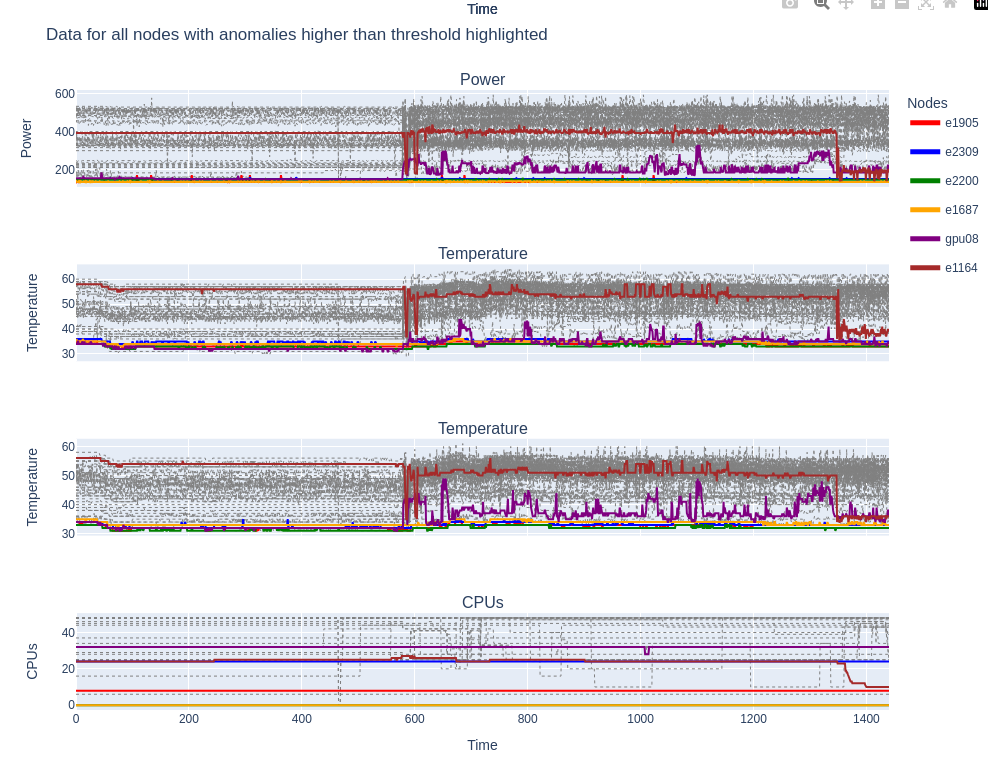 Time
Data for all nodes with anomalies higher than threshold highlighted
Power
Power
600
400
200
Nodes
e1905
e2309
e2200
e1687
gpu08
e1164
Temperature
Temperature
60
50
40
30
Temperature
Temperature
60
50
40
30
CPUs
CPUs
40
20
0
0 200 400 600 800 1000 1200 1400
Time